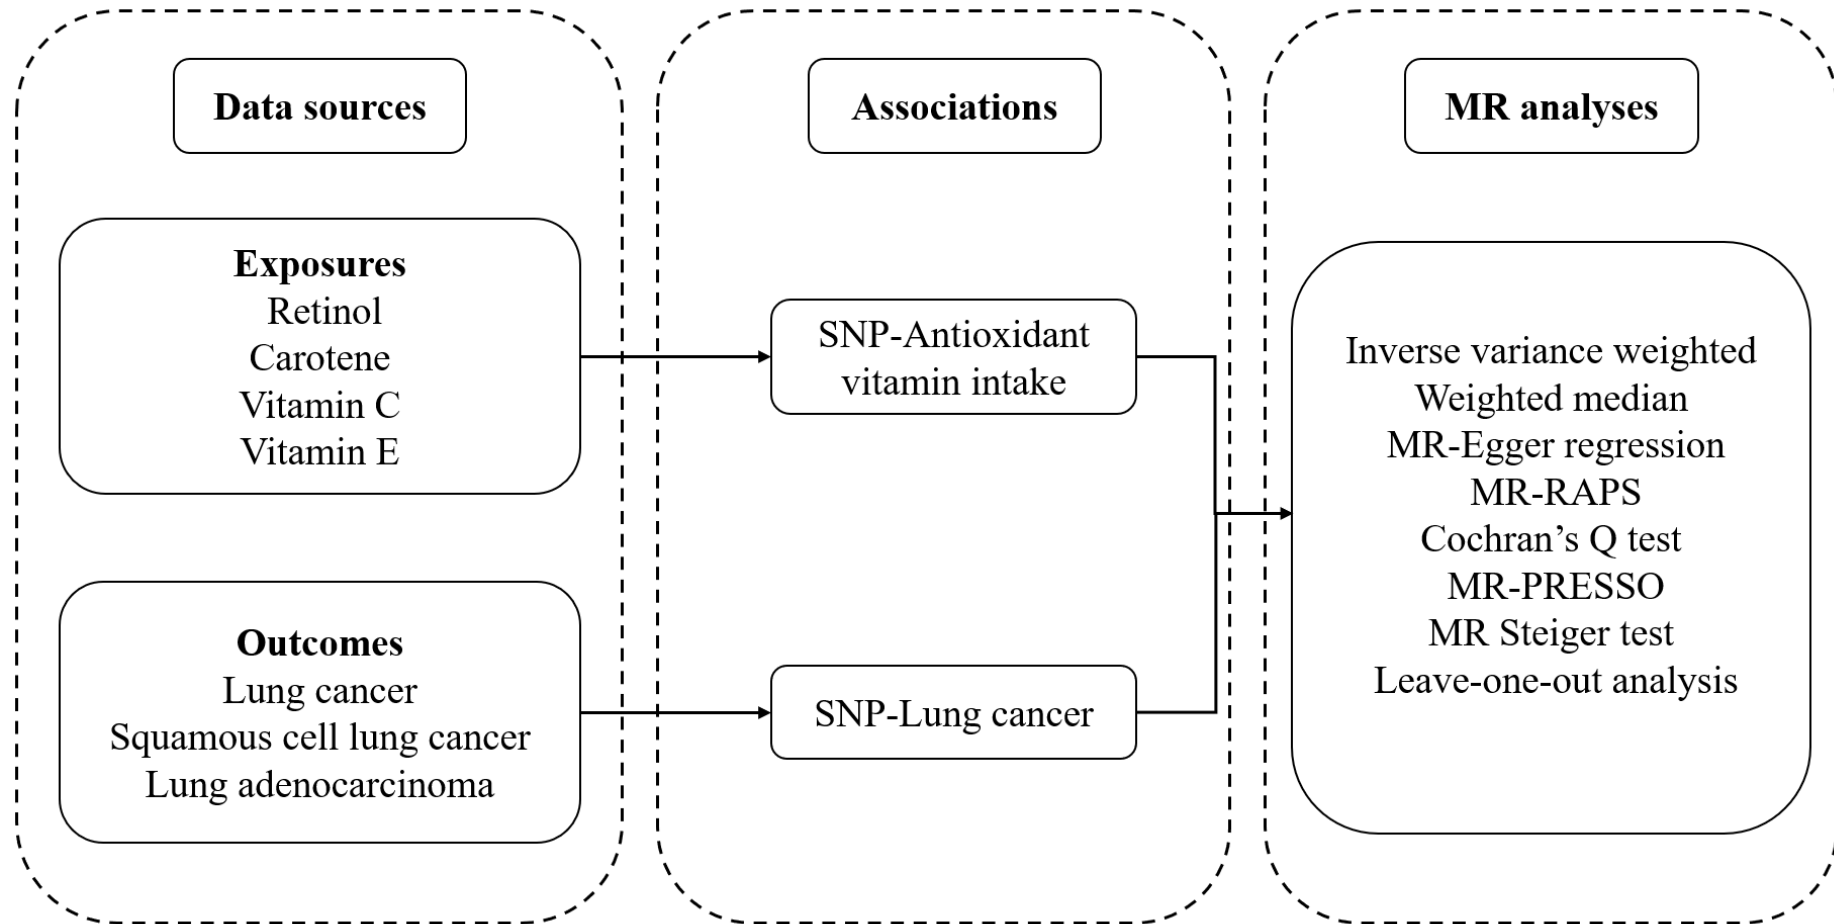 Data sources
Exposures
Retinol
Carotene
Vitamin C
Vitamin E
Outcomes
Lung cancer
Squamous cell lung cancer
Lung adenocarcinoma
Associations
SNP-Antioxidant
vitamin intake
SNP-Lung cancer
MR analyses
Inverse variance weighted
Weighted median
MR-Egger regression
MR-RAPS
Cochran’s Q test
MR-PRESSO
MR Steiger test
Leave-one-out analysis